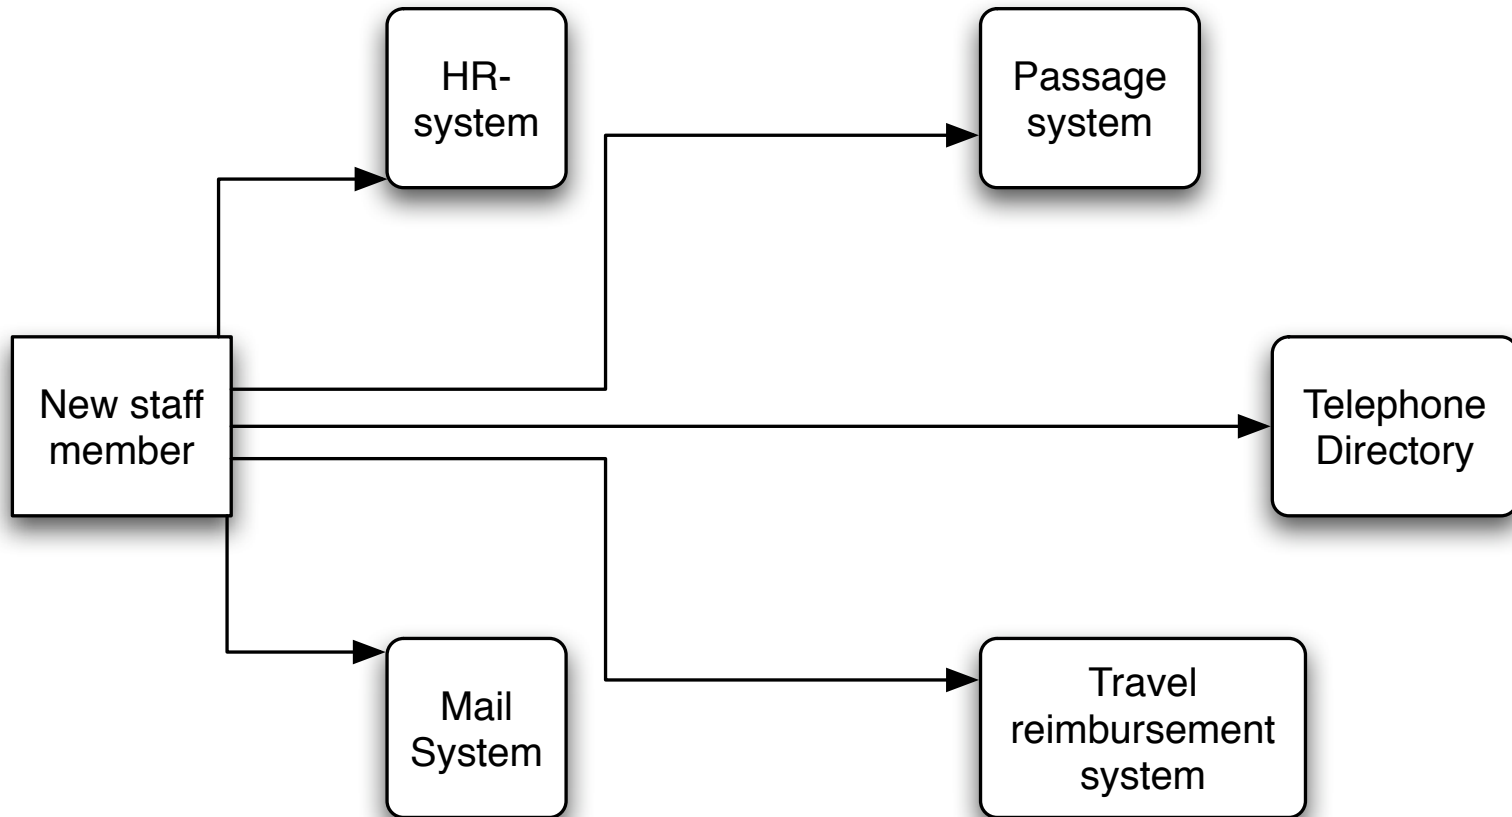 HR-
system
Passage
system
New staff
member
Telephone
Directory
Mail
System
Travel
reimbursement
system